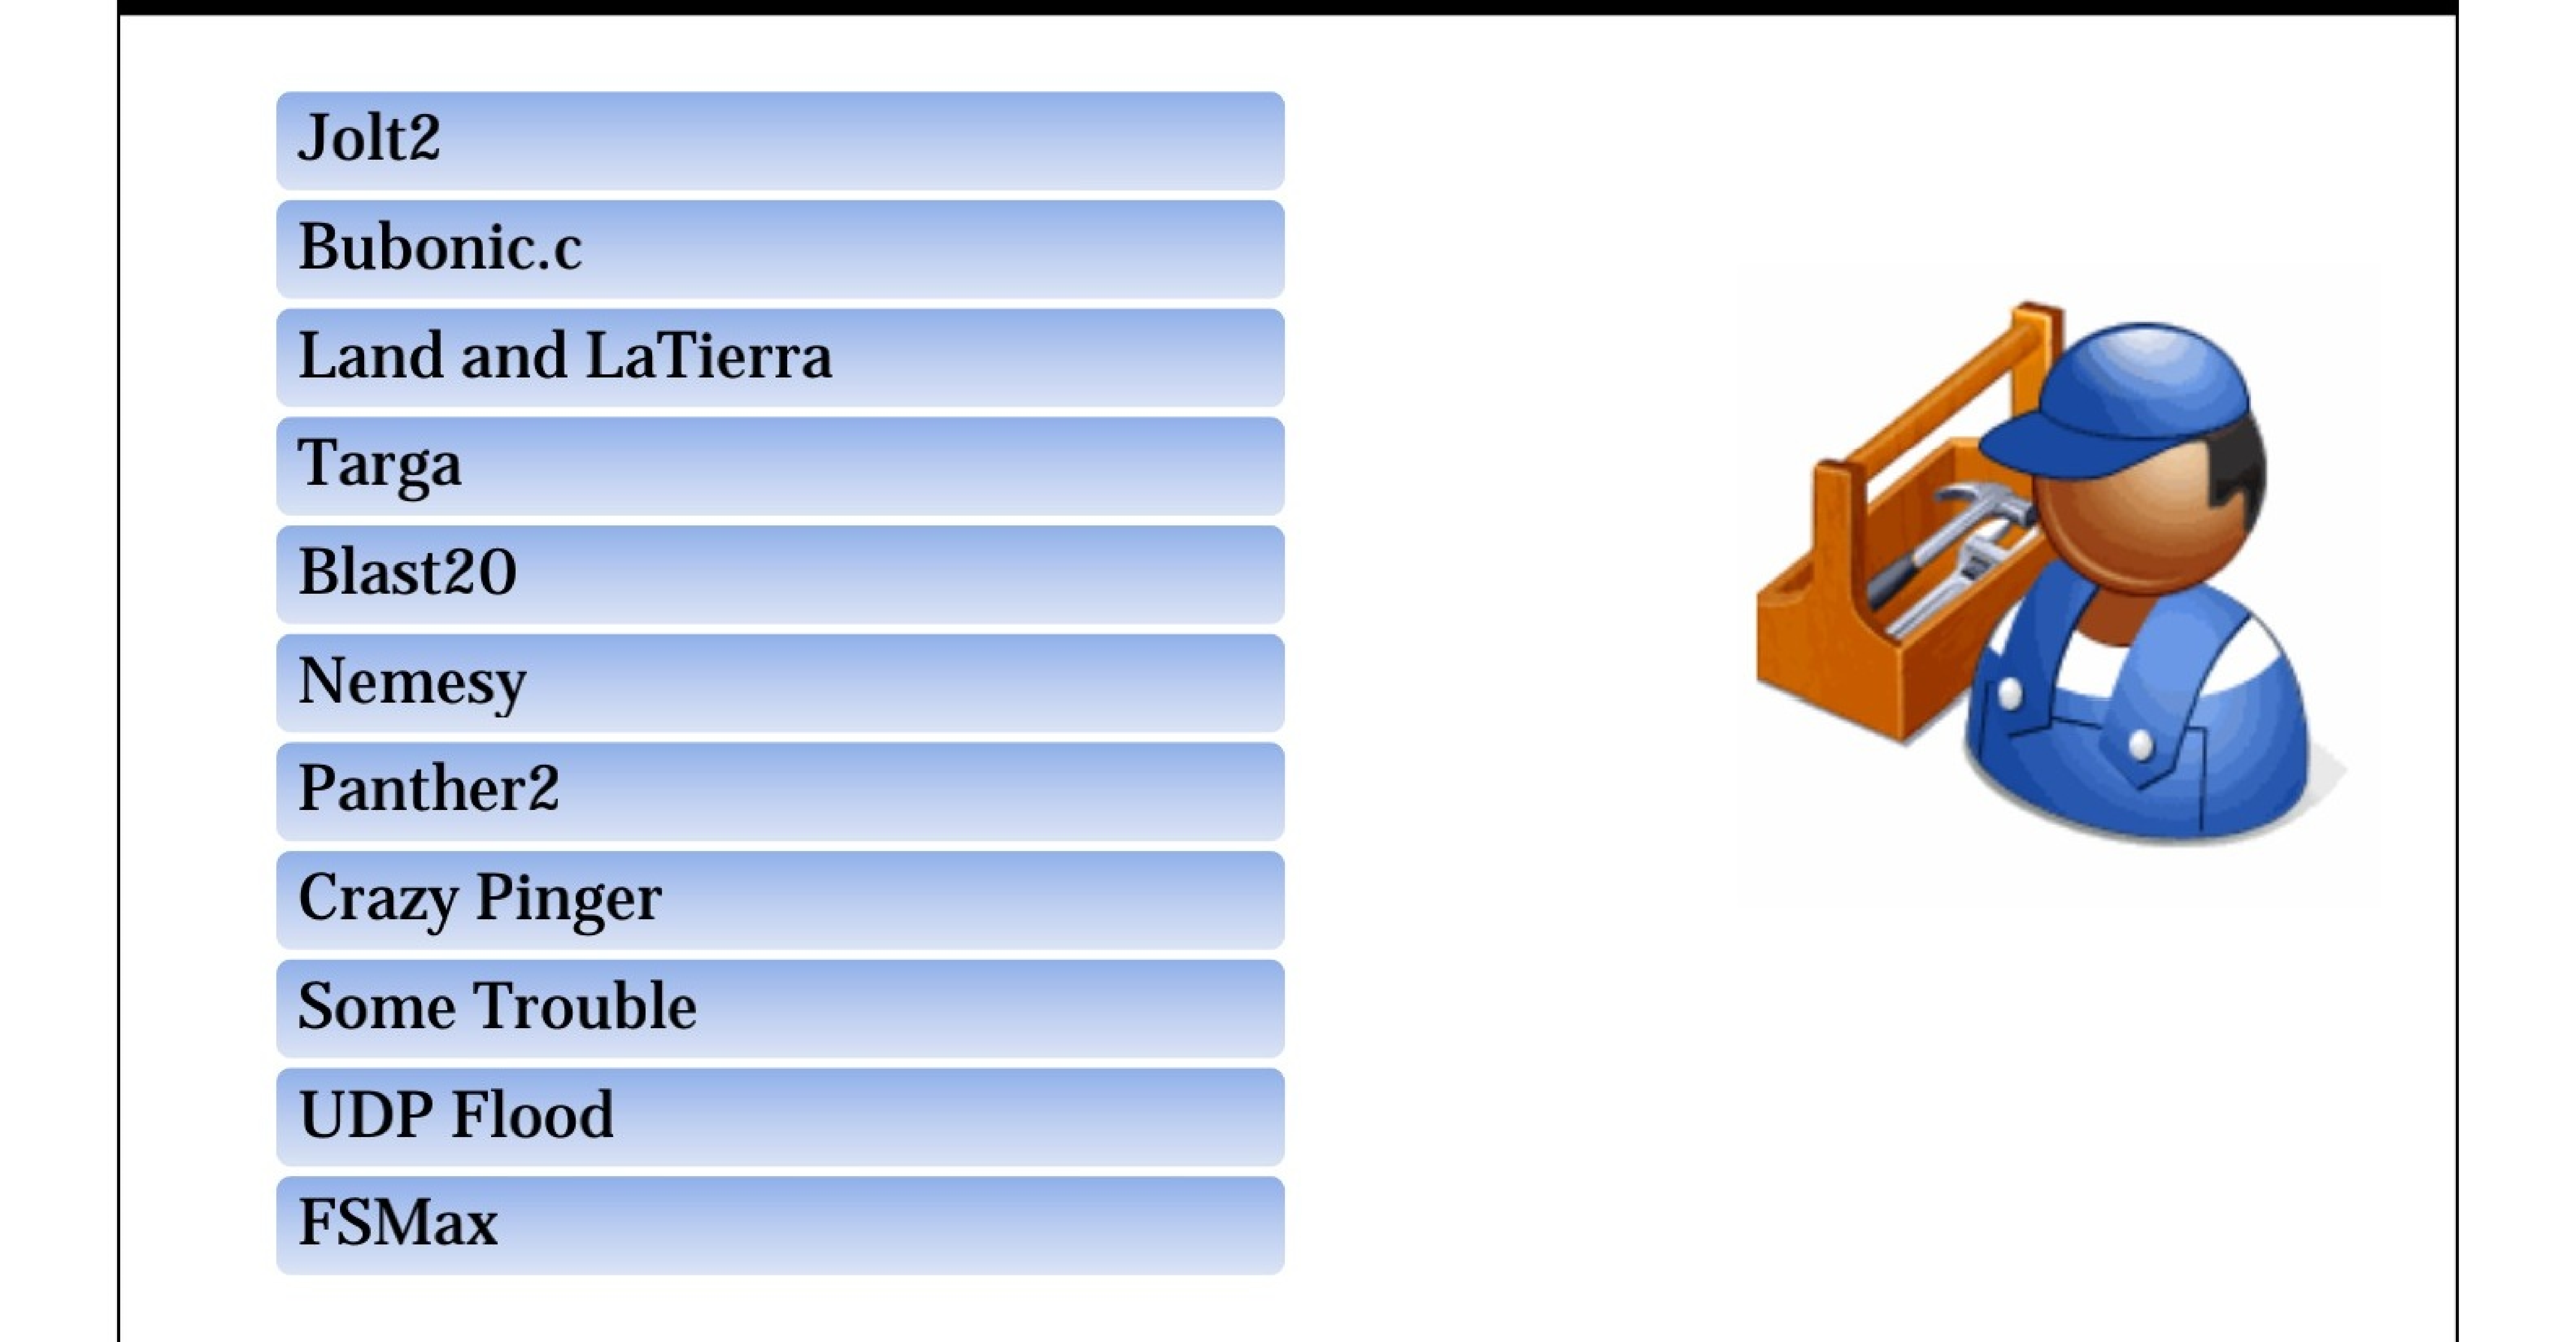 Jolt2
Bubonic.c
Land and LaTierra
Targa
Blast20
Nemesy
Panther2
Crazy Pinger
Some Trouble
UDP Flood
FSMax